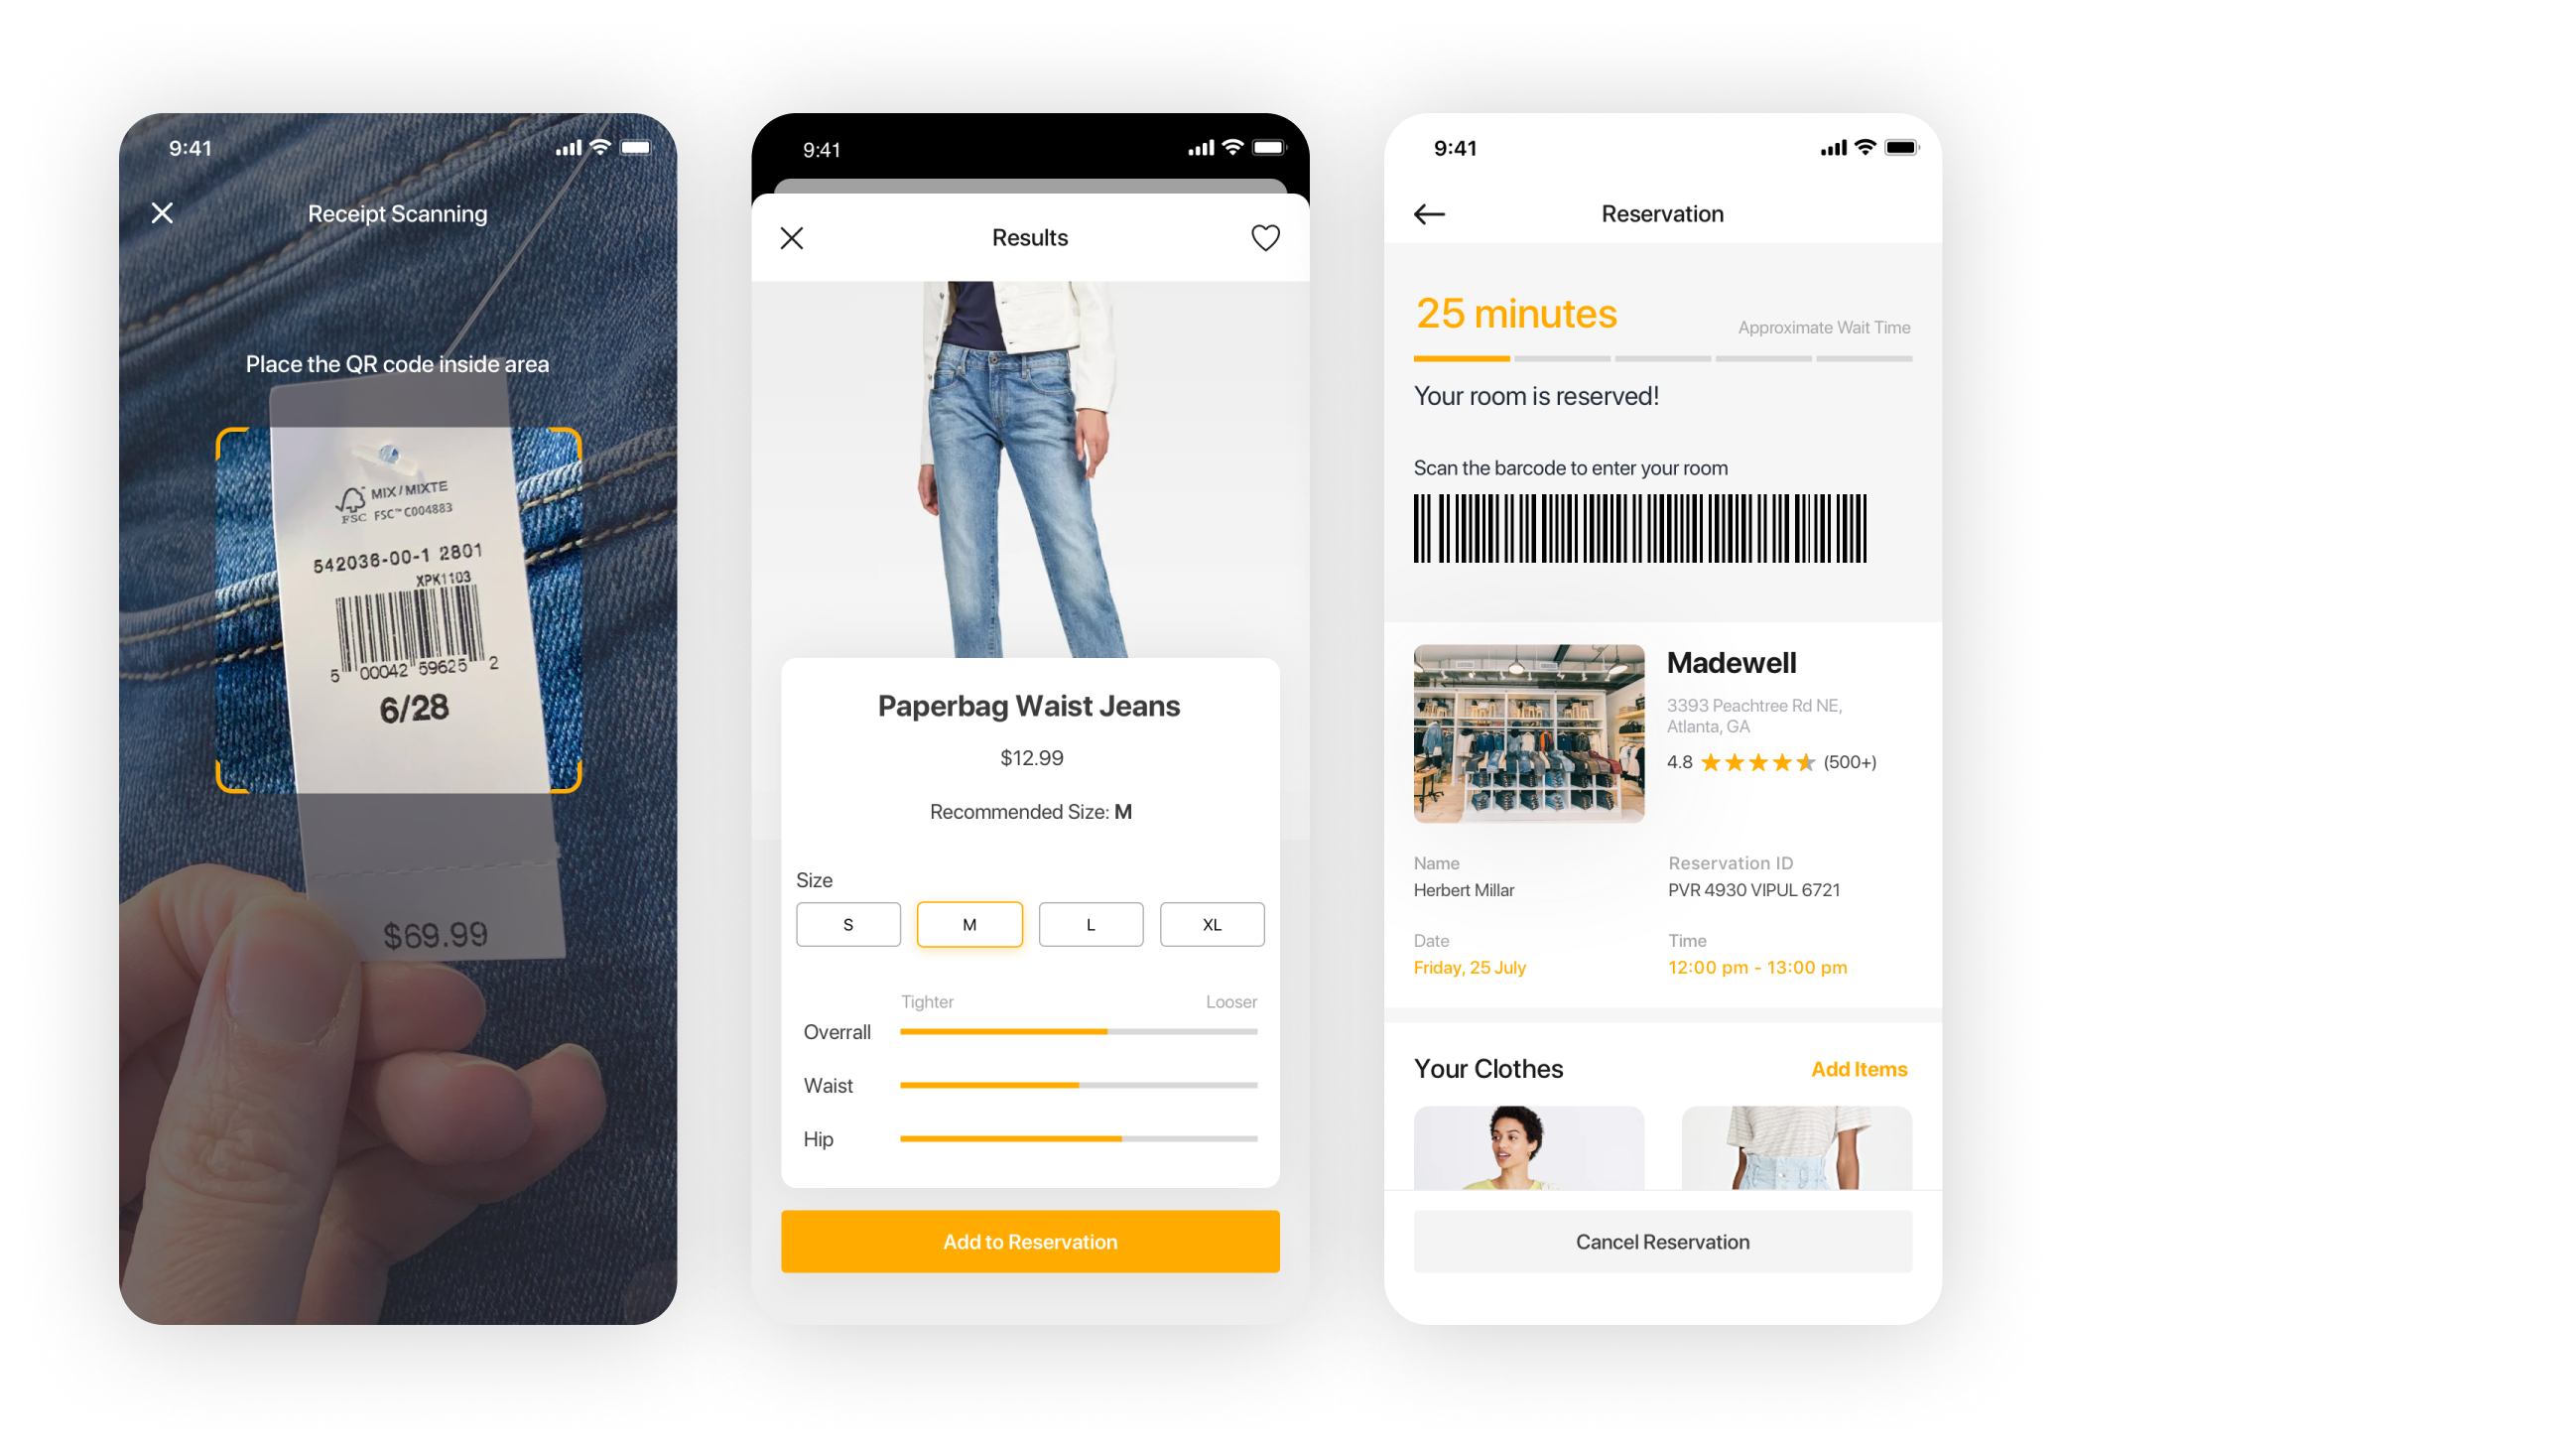 9:41
Receipt Scanning
Place the QR code inside area
MIX / MIXTE
FSC FSC™ C004883
542036-00-1 2801
XPK1103
5 00042 59625 2
6/28
$69.99
9:41
Results
Paperbag Waist Jeans
$12.99
Recommended Size: M
Size
S M L XL
Tighter Looser
Overrall
Waist
Hip
Add to Reservation
9:41
Reservation
25 minutes
Approximate Wait Time
Your room is reserved!
Scan the barcode to enter your room
Madewell
3393 Peachtree Rd NE,
Atlanta, GA
4.8 (500+)
Name Reservation ID
Herbert Millar PVR 4930 VIPUL 6721
Date Time
Friday, 25 July 12:00 pm - 13:00 pm
Your Clothes Add Items
Cancel Reservation